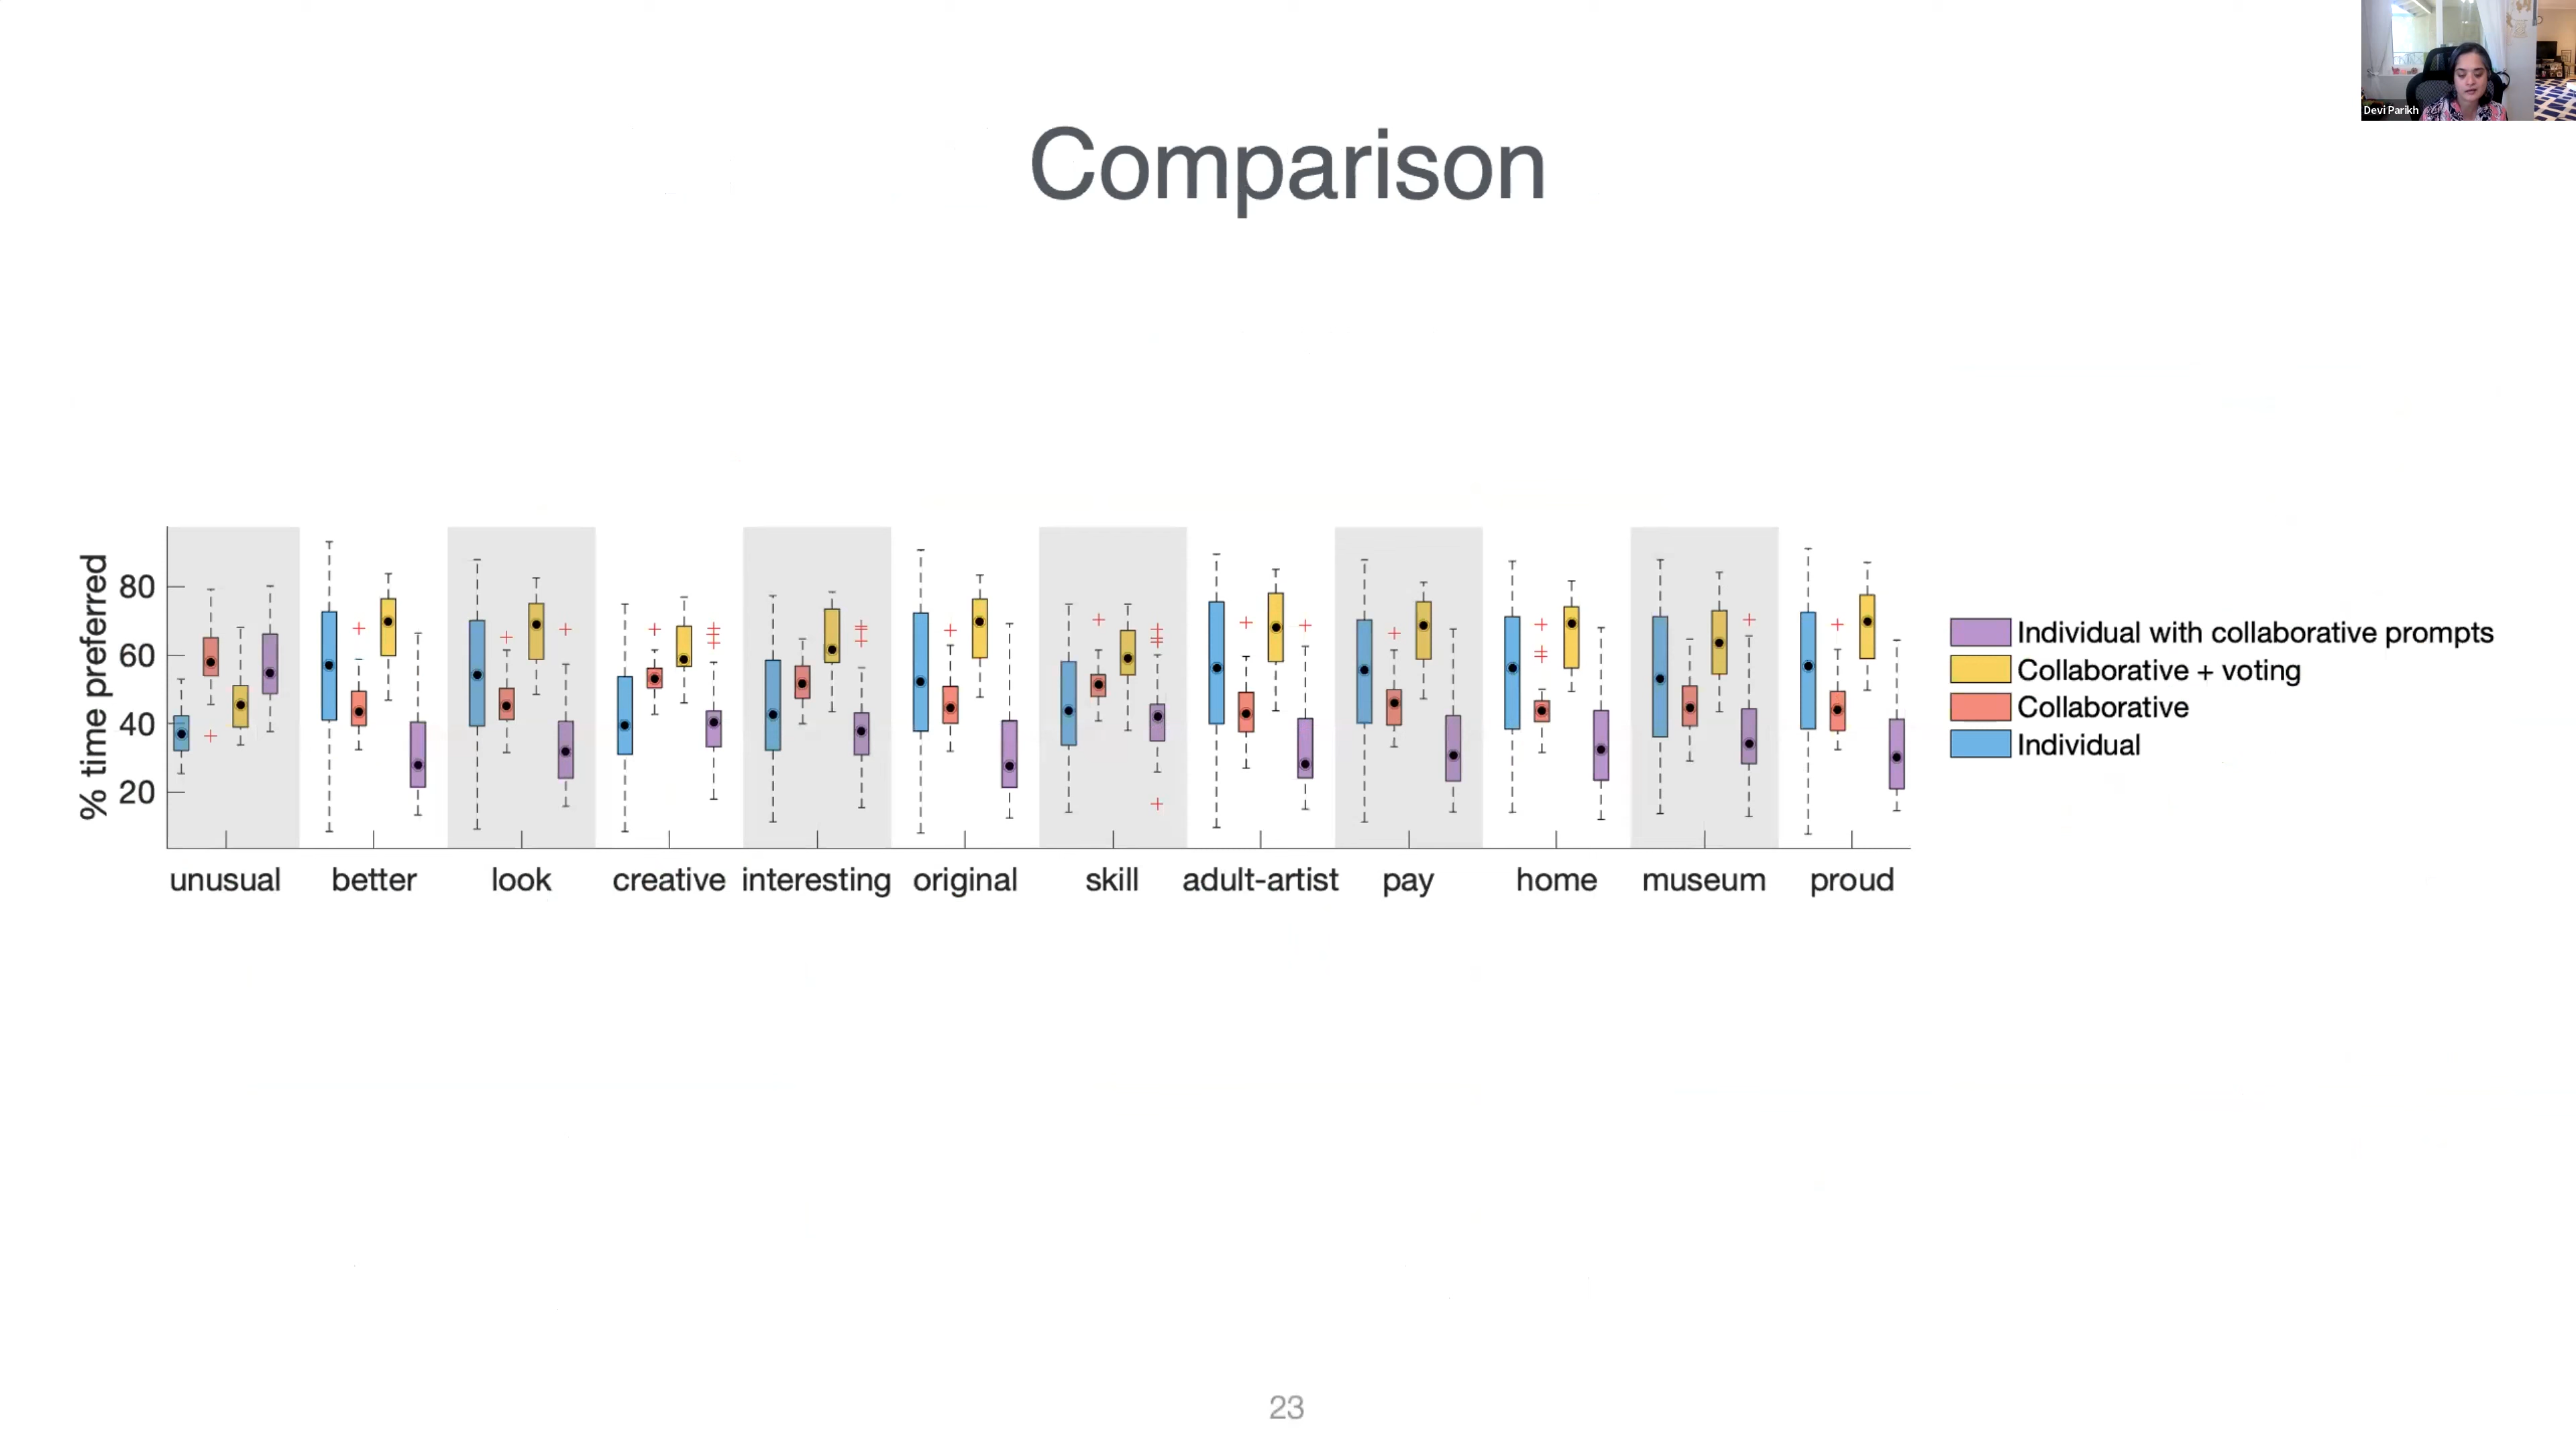 Devi Parikh
Comparison
% time preferred
80
60
40
20
unusual better look creative interesting original skill adult-artist pay home museum proud
Individual with collaborative prompts
Collaborative + voting
Collaborative
Individual
23